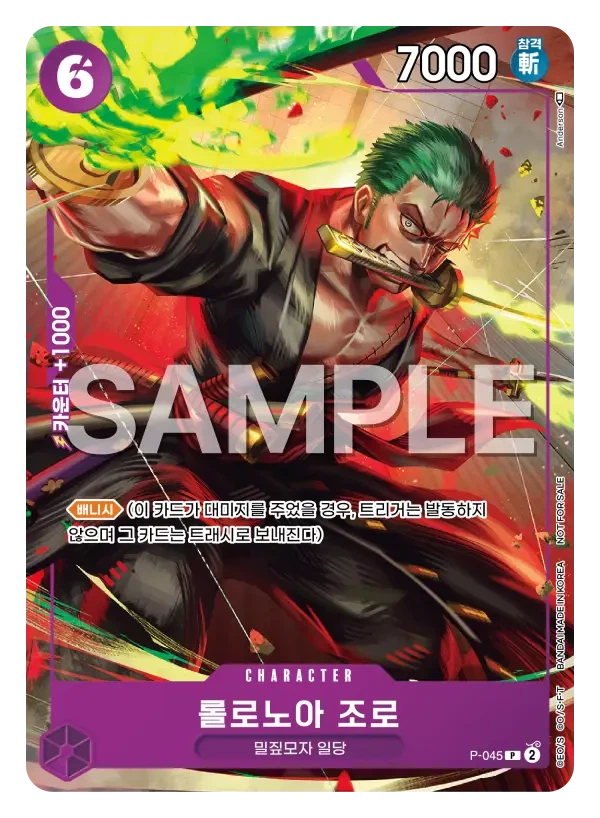 6
7000
참격
斬
Anderson
카운터 +1000
SAMPLE
배니시 (이 카드가 대미지를 주었을 경우, 트리거는 발동하지
않으며 그 카드는 트래시로 보내진다)
CHARACTER
롤로노아 조로
밀짚모자 일당
P-045 P 2
©EO/S ©O/S·F·T BANDAI MADE IN KOREA NOT FOR SALE